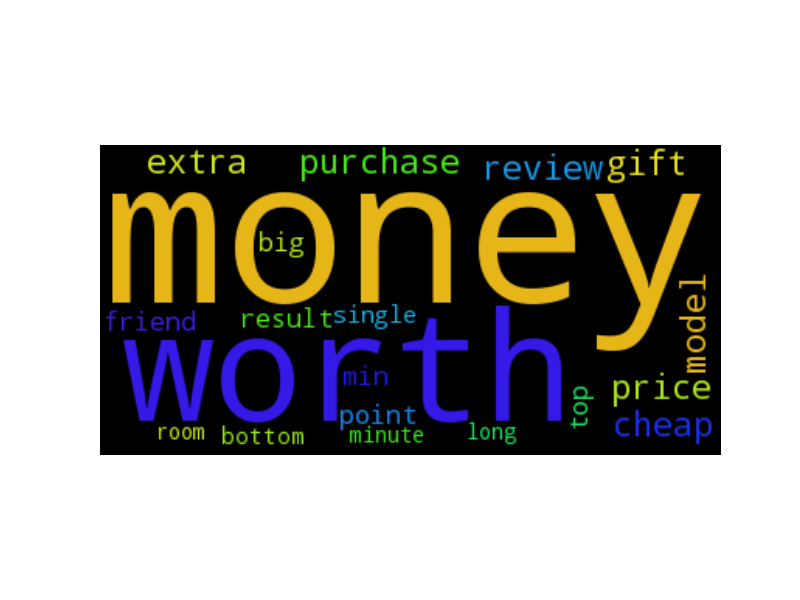 extra purchase review gift
money
big
model
friend result single
worth
min
top price
point cheap
room bottom minute long